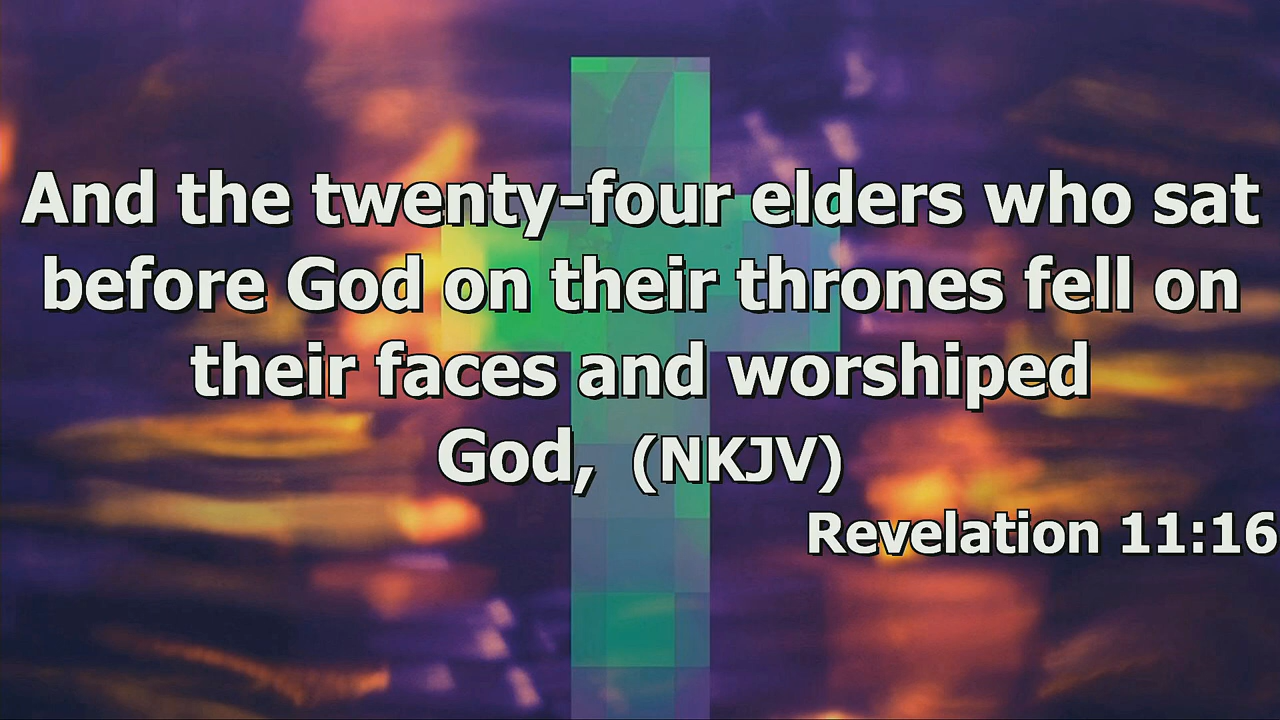 And the twenty-four elders who sat
before God on their thrones fell on
their faces and worshiped
God, (NKJV)
Revelation 11:16